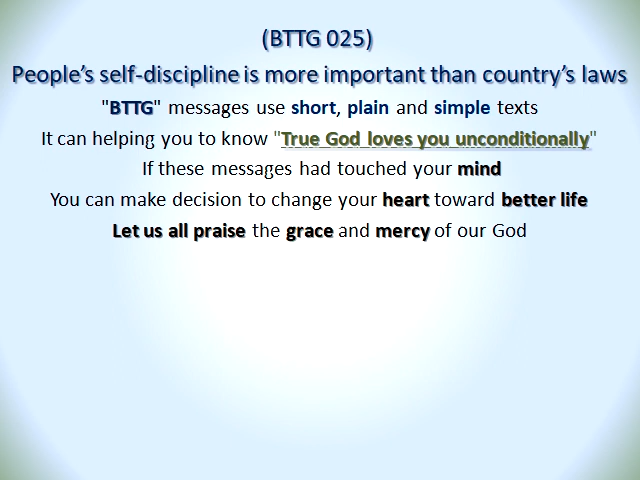 (BTTG 025)
People’s self-discipline is more important than country’s laws
"BTTG" messages use short, plain and simple texts
It can helping you to know "True God loves you unconditionally"
If these messages had touched your mind
You can make decision to change your heart toward better life
Let us all praise the grace and mercy of our God